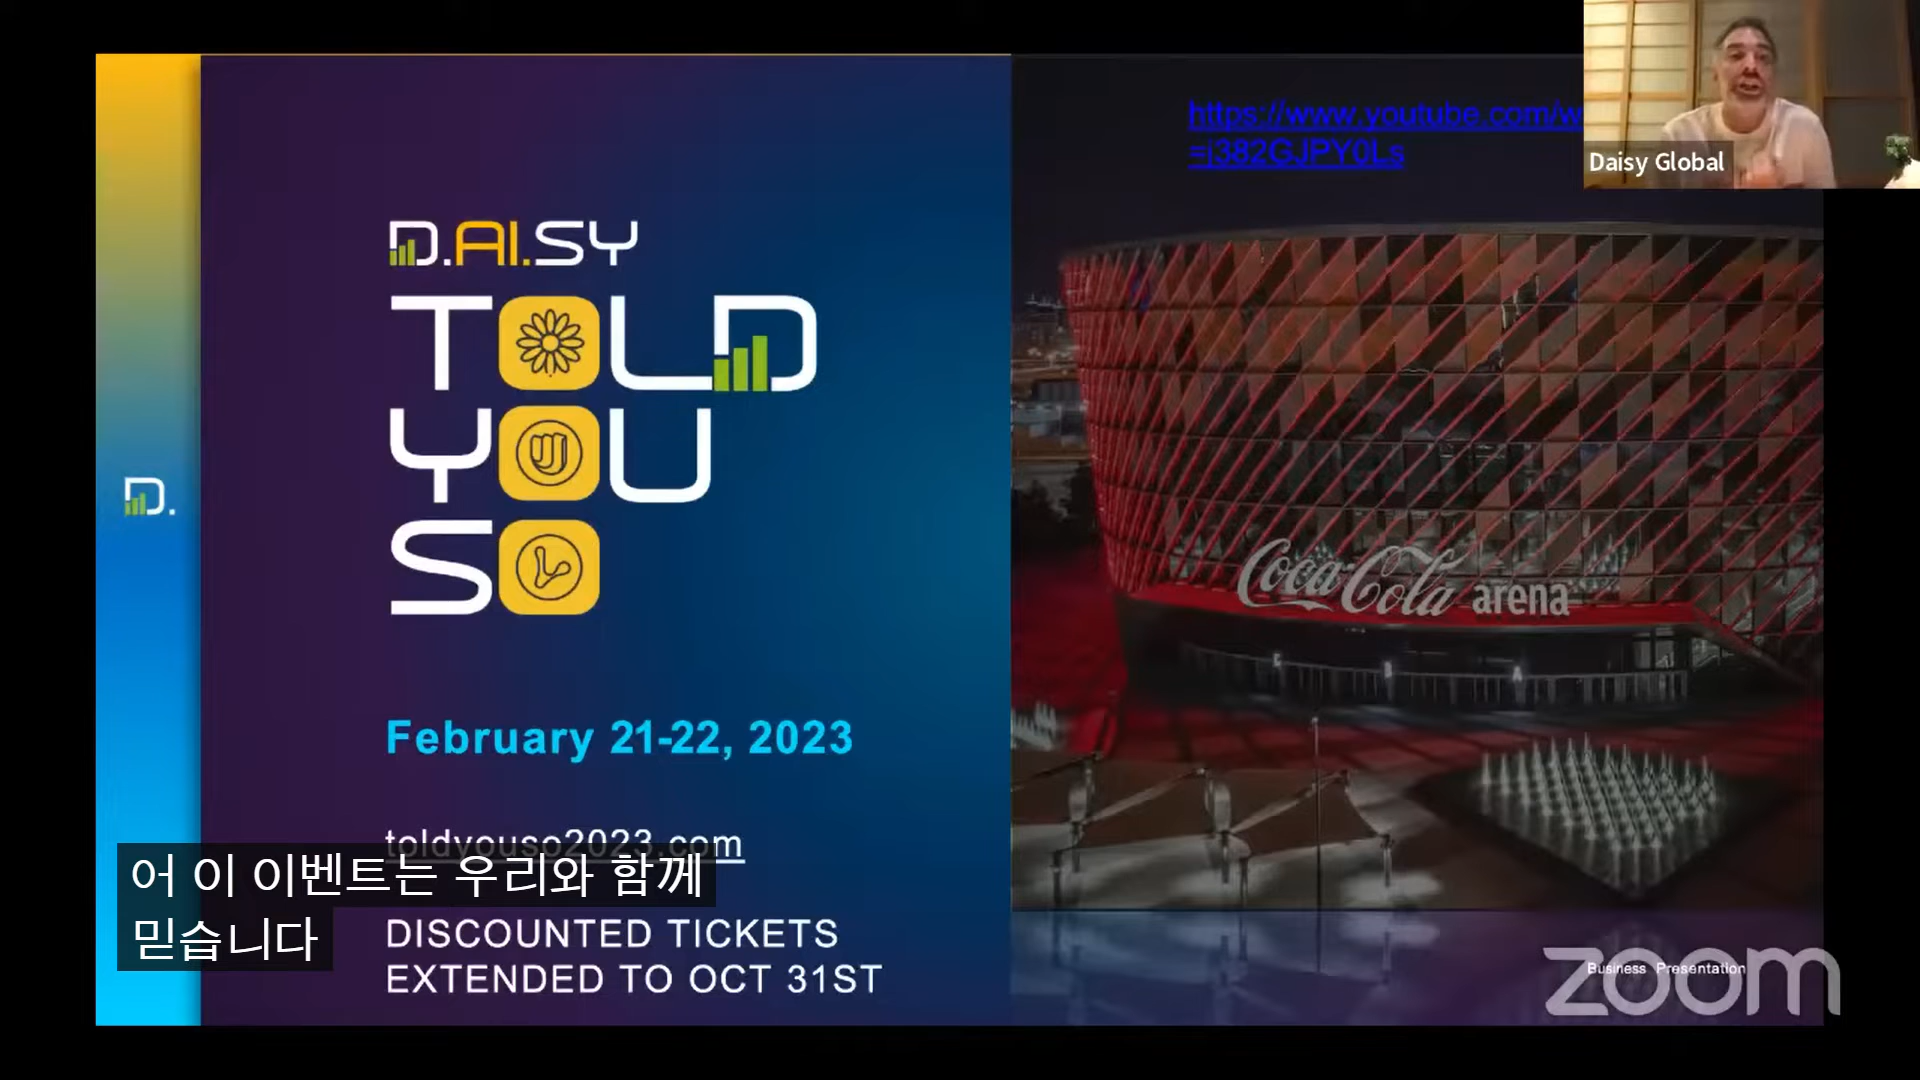 D.AI.SY
TOLD
YOU
SO
February 21-22, 2023
toldyouso2023.com
DISCOUNTED TICKETS
EXTENDED TO OCT 31ST
D.
https://www.youtube.com/w
=i382GJPY0Ls
Daisy Global
Coca-Cola arena
C B A
Business Presentation
zoom
어 이 이벤트는 우리와 함께
믿습니다